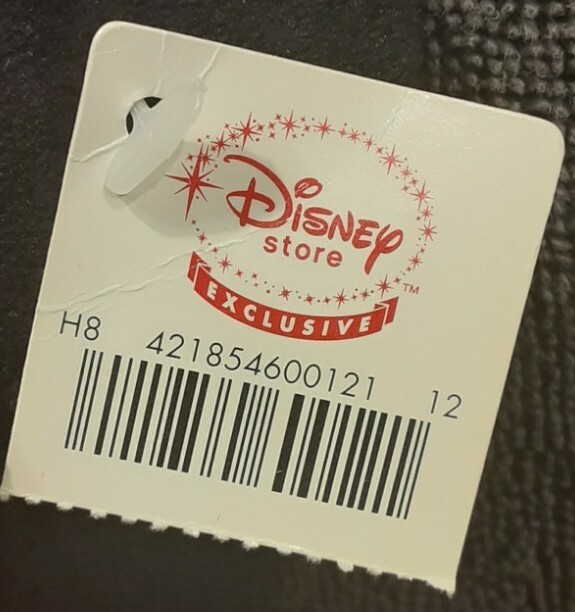 Disney
store
TM
EXCLUSIVE
H8 421854600121 12